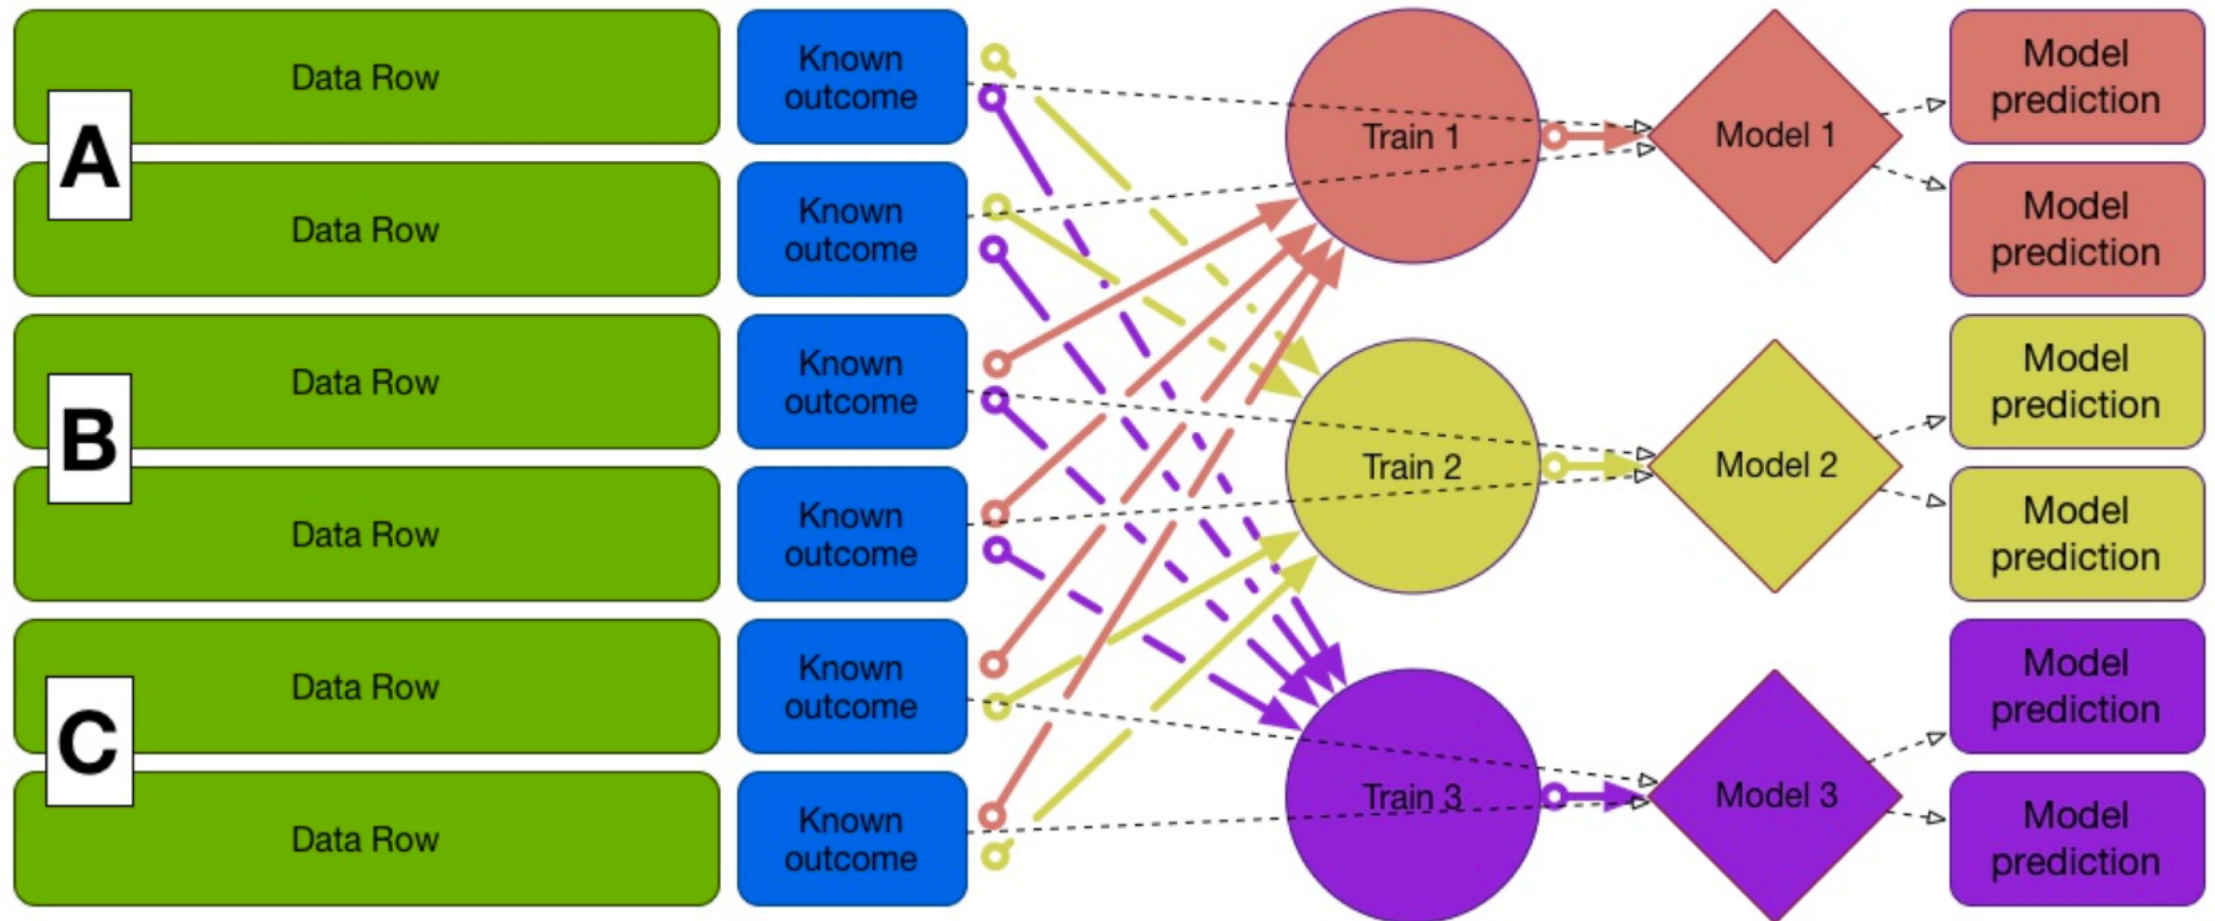 Data Row
Known
outcome
Train 1
Model 1
Model
prediction
A
Data Row
Known
outcome
Model
prediction
Data Row
Known
outcome
Train 2
Model 2
Model
prediction
B
Data Row
Known
outcome
Model
prediction
Data Row
Known
outcome
Train 3
Model 3
Model
prediction
C
Data Row
Known
outcome
Model
prediction